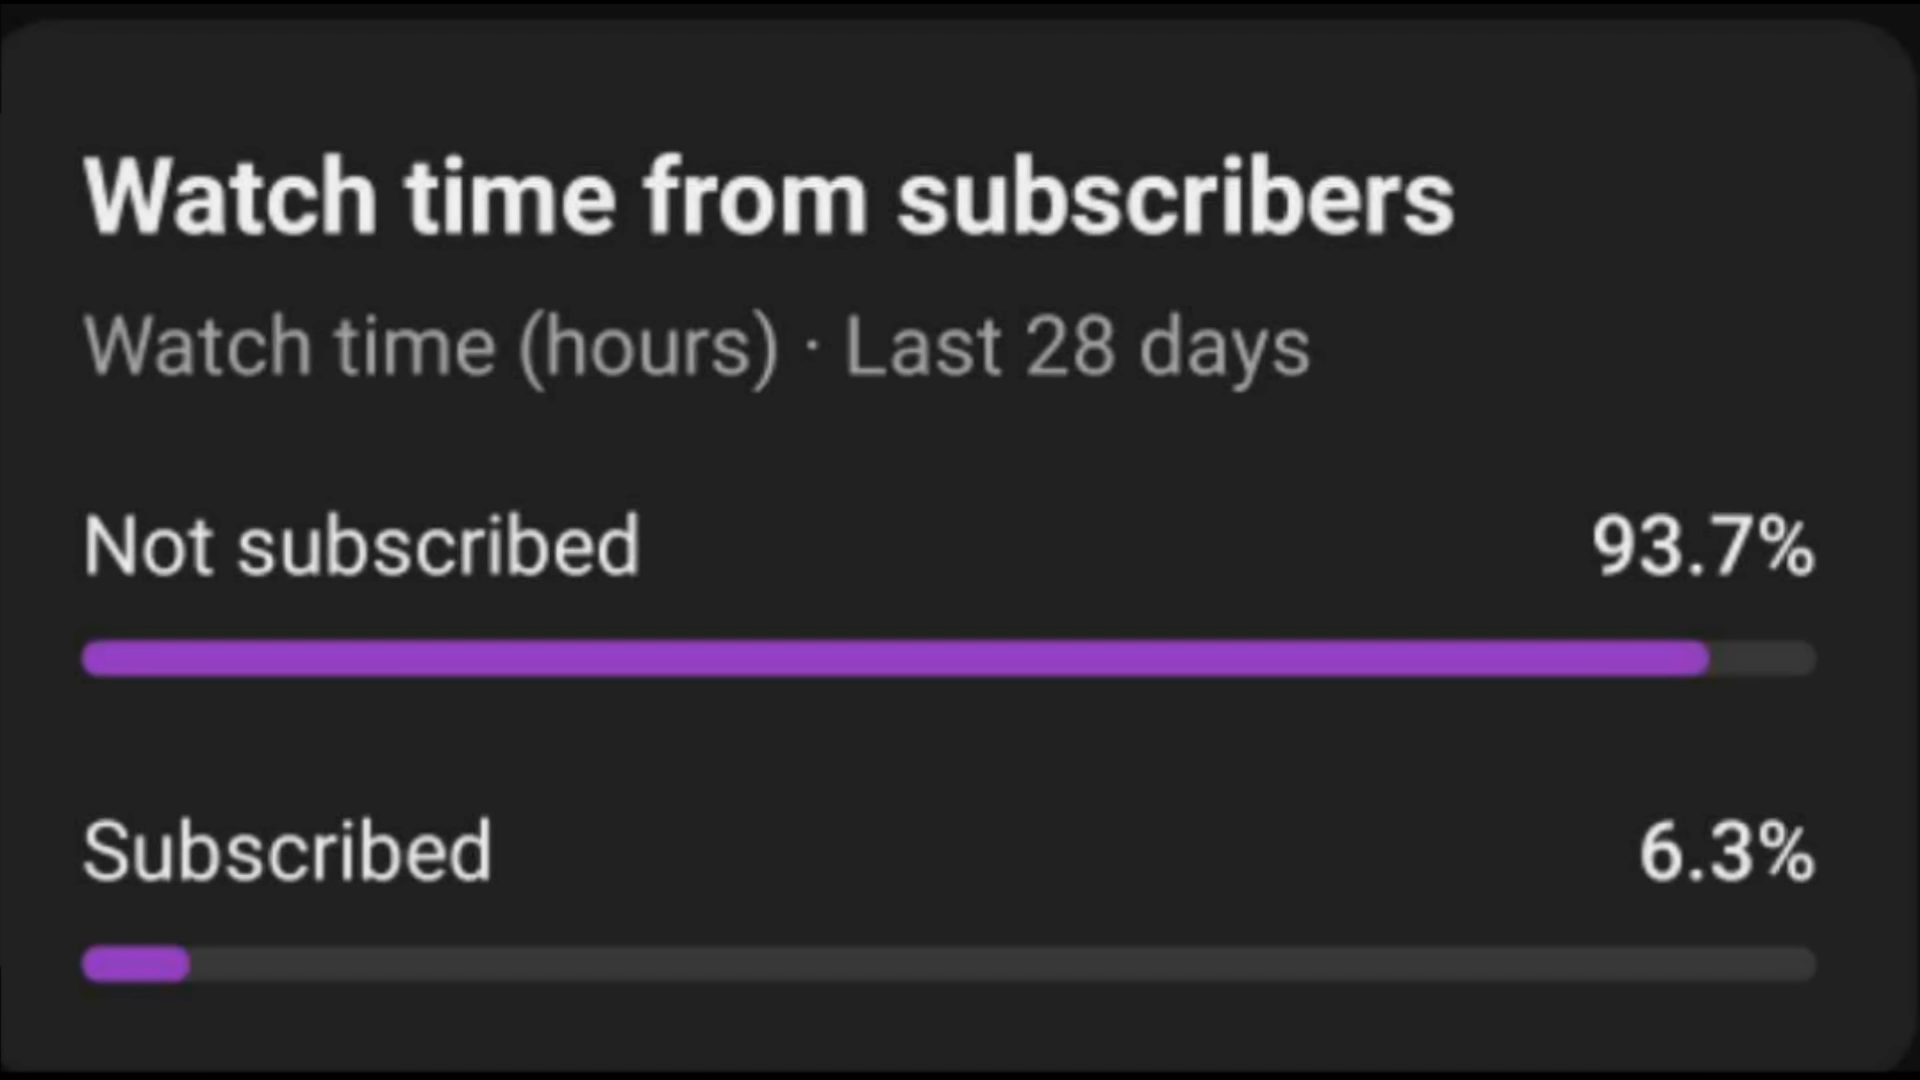 Watch time from subscribers
Watch time (hours) · Last 28 days
Not subscribed 93.7%
Subscribed 6.3%